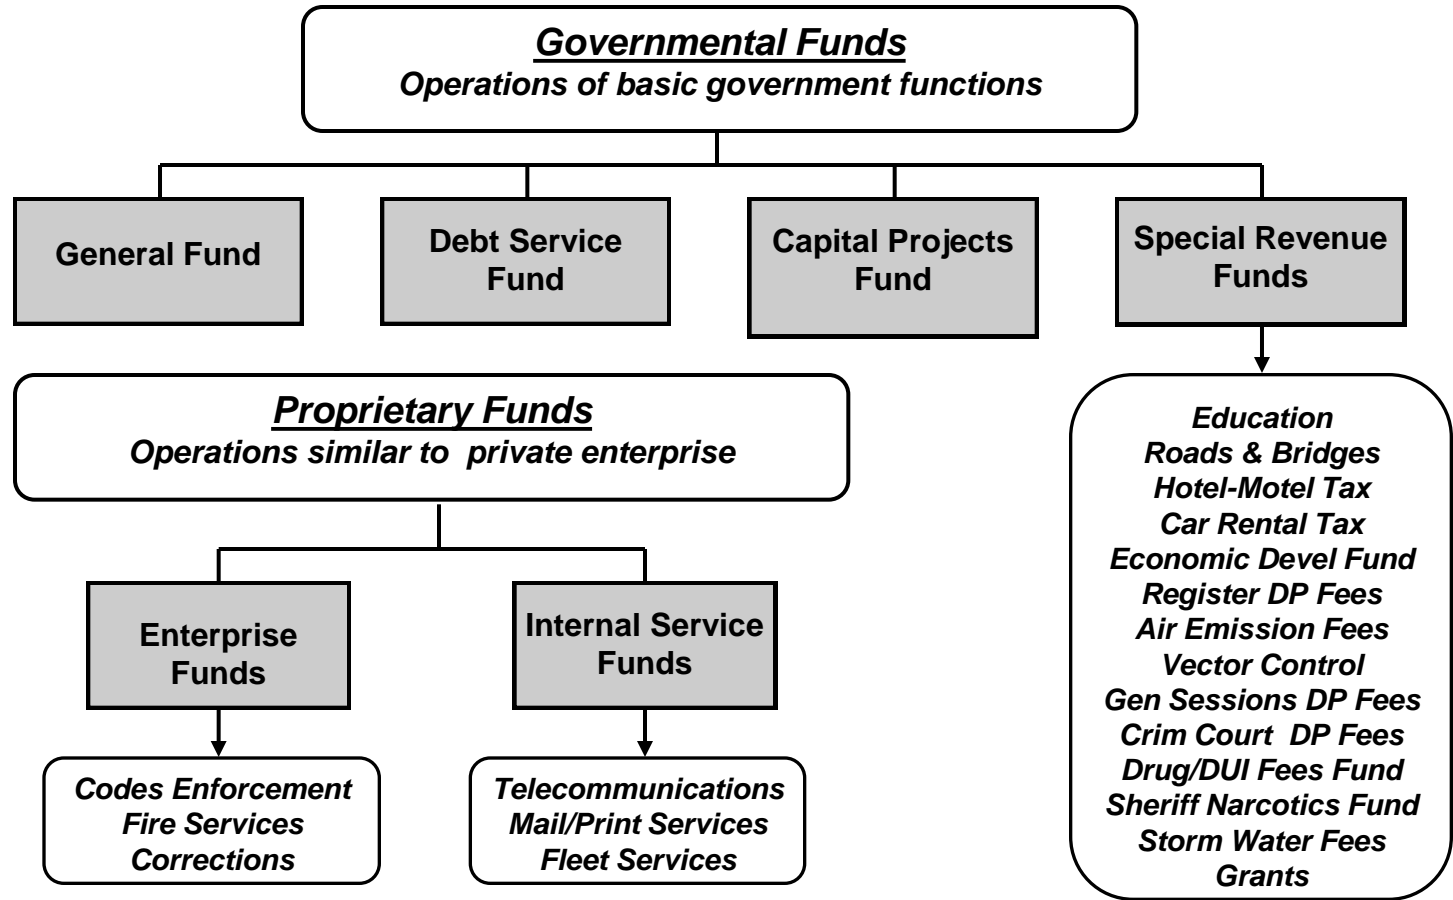 Governmental Funds
Operations of basic government functions
General Fund
Debt Service
Fund
Capital Projects
Fund
Special Revenue
Funds
Proprietary Funds
Operations similar to  private enterprise
Enterprise
Funds
Internal Service
Funds
Codes Enforcement
Fire Services
Corrections
Telecommunications
Mail/Print Services
Fleet Services
Education
Roads & Bridges
Hotel-Motel Tax
Car Rental Tax
Economic Devel Fund
Register DP Fees
Air Emission Fees
Vector Control
Gen Sessions DP Fees
Crim Court  DP Fees
Drug/DUI Fees Fund
Sheriff Narcotics Fund
Storm Water Fees
Grants